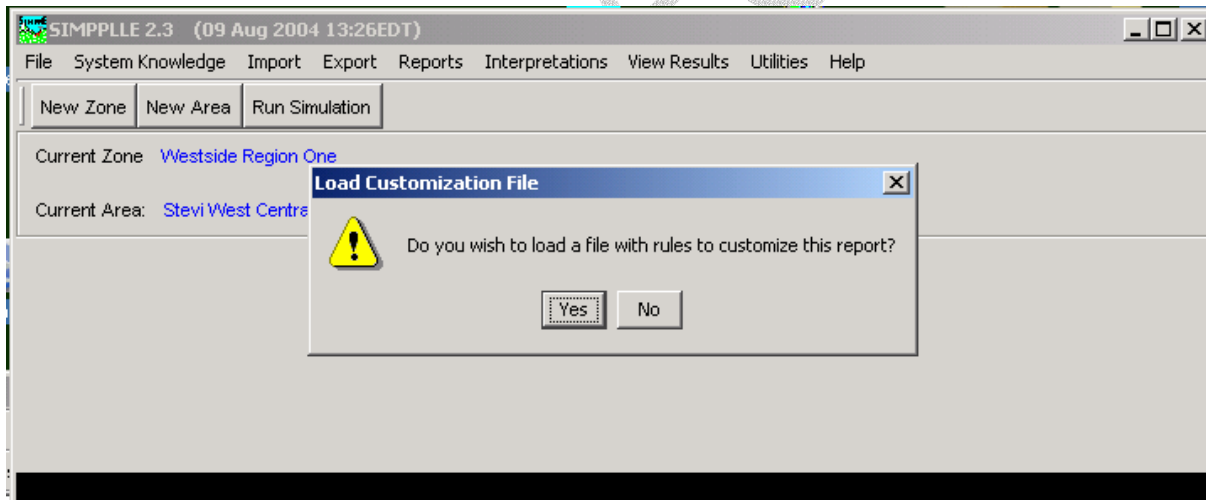 SIMPPLLE 2.3 (09 Aug 2004 13:26EDT)
File System Knowledge Import Export Reports Interpretations View Results Utilities Help
New Zone New Area Run Simulation
Current Zone Westside Region One
Load Customization File
Current Area: Stevi West Centra
Do you wish to load a file with rules to customize this report?
Yes No